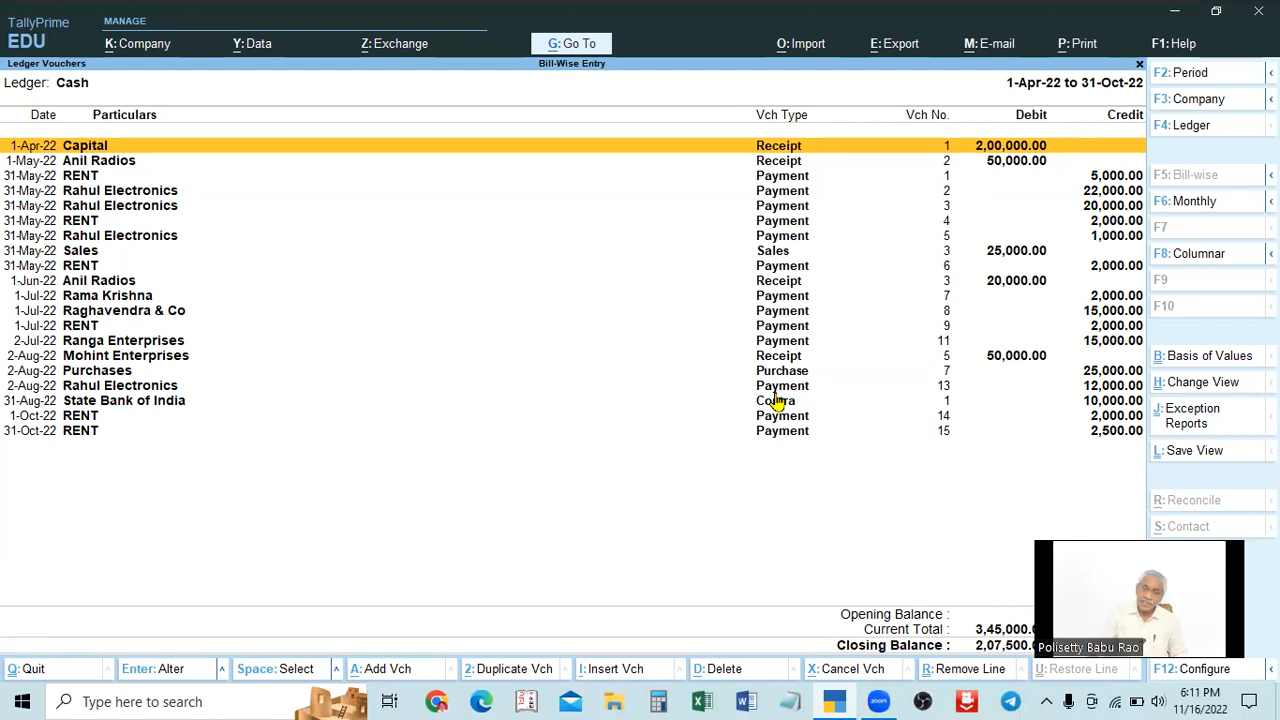 TallyPrime MANAGE
EDU K: Company Y: Data Z: Exchange G: Go To O: Import E: Export M: E-mail P: Print F1: Help
Ledger Vouchers Bill-Wise Entry ×
Ledger: Cash 1-Apr-22 to 31-Oct-22
Date Particulars Vch Type Vch No. Debit Credit
1-Apr-22 Capital Receipt 1 2,00,000.00
1-May-22 Anil Radios Receipt 2 50,000.00
31-May-22 RENT Payment 1 5,000.00
31-May-22 Rahul Electronics Payment 2 22,000.00
31-May-22 Rahul Electronics Payment 3 20,000.00
31-May-22 RENT Payment 4 2,000.00
31-May-22 Rahul Electronics Payment 5 1,000.00
31-May-22 Sales Sales 3 25,000.00
31-May-22 RENT Payment 6 2,000.00
1-Jun-22 Anil Radios Receipt 3 20,000.00
1-Jul-22 Rama Krishna Payment 7 2,000.00
1-Jul-22 Raghavendra & Co Payment 8 15,000.00
1-Jul-22 RENT Payment 9 2,000.00
2-Jul-22 Ranga Enterprises Payment 11 15,000.00
2-Aug-22 Mohint Enterprises Receipt 5 50,000.00
2-Aug-22 Purchases Purchase 7 25,000.00
2-Aug-22 Rahul Electronics Payment 13 12,000.00
31-Aug-22 State Bank of India Contra 1 10,000.00
1-Oct-22 RENT Payment 14 2,000.00
31-Oct-22 RENT Payment 15 2,500.00
Opening Balance :
Current Total : 3,45,000.
Closing Balance : 2,07,500.
F2: Period
F3: Company
F4: Ledger
F5: Bill-wise
F6: Monthly
F7
F8: Columnar
F9
F10
B: Basis of Values
H: Change View
J: Exception
Reports
L: Save View
R: Reconcile
S: Contact
Polisetty Babu Rao
Q: Quit Enter: Alter Space: Select A: Add Vch 2: Duplicate Vch I: Insert Vch D: Delete X: Cancel Vch R: Remove Line U: Restore Line F12: Configure
Type here to search
zoom
6:11 PM
11/16/2022